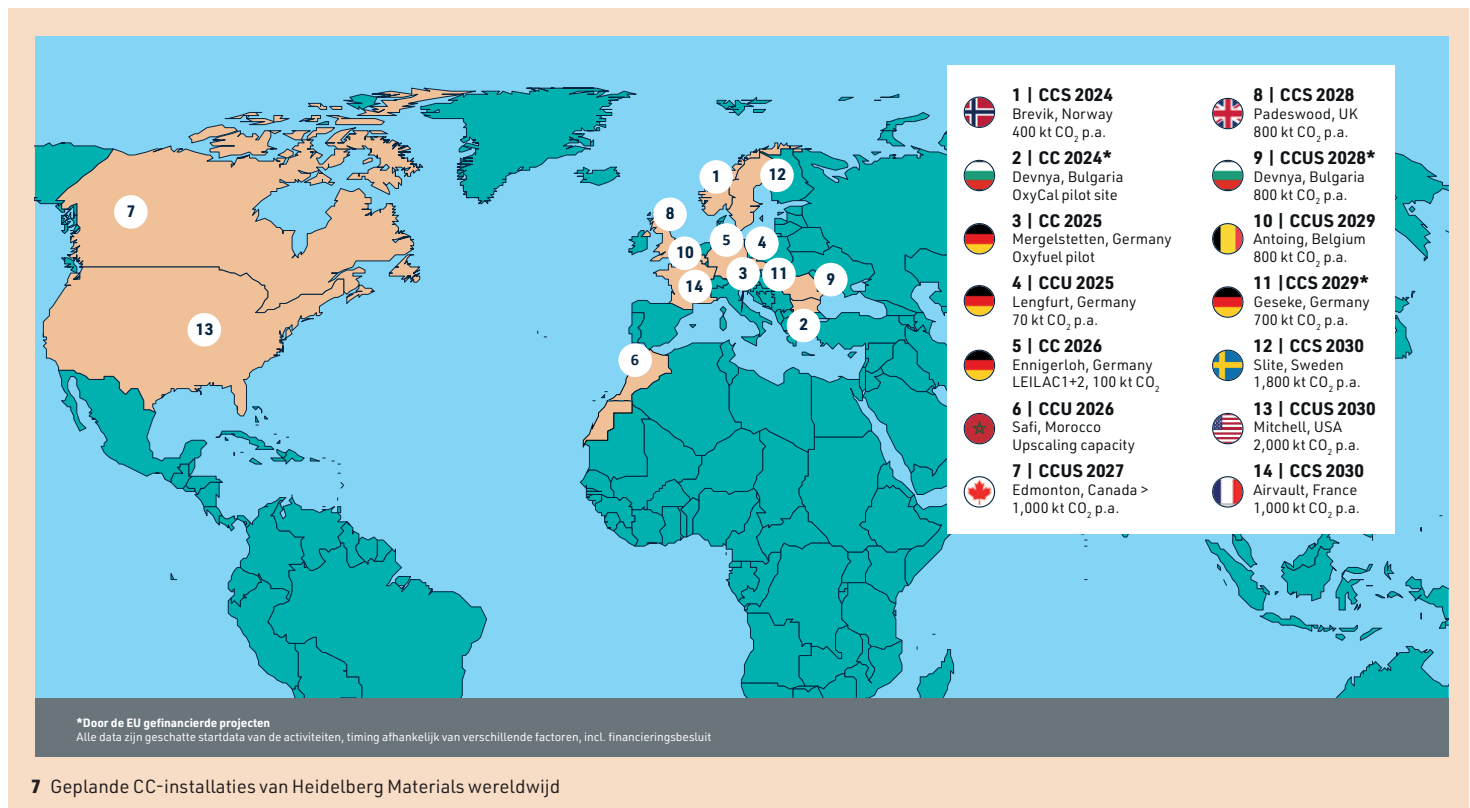 7
13
1
12
8
5
4
10
3
11
9
14
2
6
1 | CCS 2024
Brevik, Norway
400 kt CO₂ p.a.
2 | CC 2024*
Devnya, Bulgaria
OxyCal pilot site
3 | CC 2025
Mergelstetten, Germany
Oxyfuel pilot
4 | CCU 2025
Lengfurt, Germany
70 kt CO₂ p.a.
5 | CC 2026
Ennigerloh, Germany
LEILAC1+2, 100 kt CO₂
6 | CCU 2026
Safi, Morocco
Upscaling capacity
7 | CCUS 2027
Edmonton, Canada >
1,000 kt CO₂ p.a.
8 | CCS 2028
Padeswood, UK
800 kt CO₂ p.a.
9 | CCUS 2028*
Devnya, Bulgaria
800 kt CO₂ p.a.
10 | CCUS 2029
Antoing, Belgium
800 kt CO₂ p.a.
11 | CCS 2029*
Geseke, Germany
700 kt CO₂ p.a.
12 | CCS 2030
Slite, Sweden
1,800 kt CO₂ p.a.
13 | CCUS 2030
Mitchell, USA
2,000 kt CO₂ p.a.
14 | CCS 2030
Airvault, France
1,000 kt CO₂ p.a.
*Door de EU gefinancierde projecten
Alle data zijn geschatte startdata van de activiteiten, timing afhankelijk van verschillende factoren, incl. financieringsbesluit
7 Geplande CC-installaties van Heidelberg Materials wereldwijd